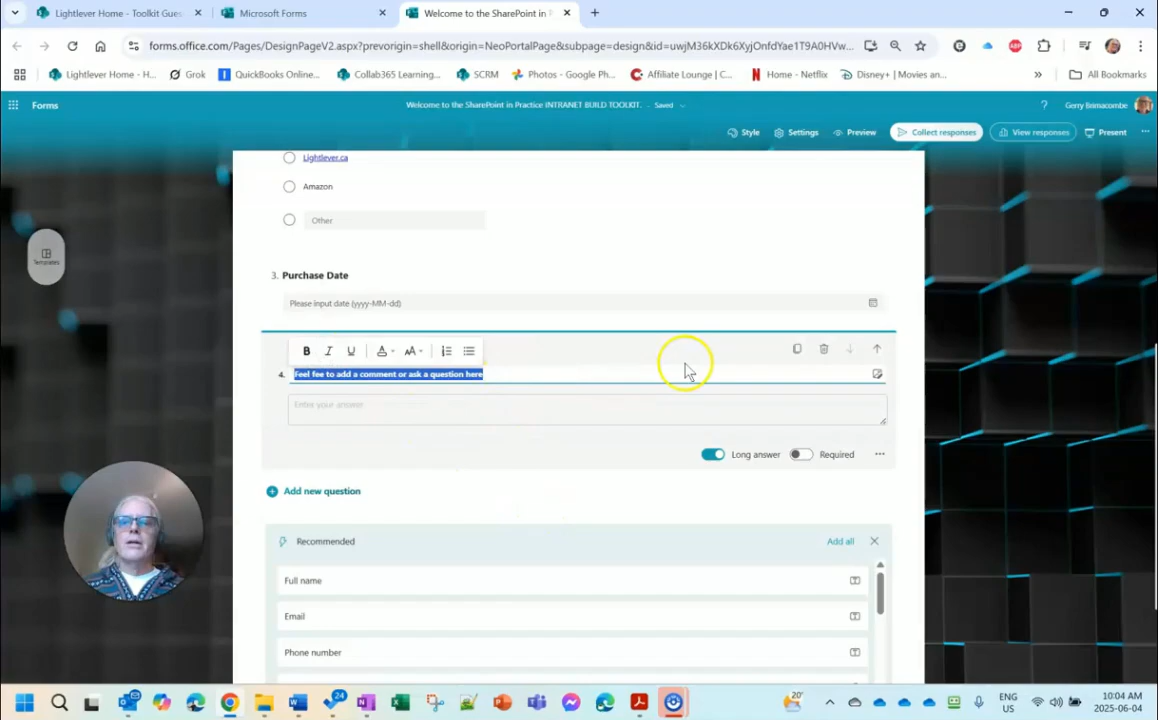 Lightlever Home - Toolkit Gues
Microsoft Forms
Welcome to the SharePoint in P
forms.office.com/Pages/DesignPageV2.aspx?prevorigin=shell&origin=NeoPortalPage&subpage=design&id=uwjM36kXDk6XyjOnfdYae1T9A0HVw...
Lightlever Home - H...
Grok
QuickBooks Online...
Collab365 Learning...
SCRM
Photos - Google Ph...
Affiliate Lounge | C...
Home - Netflix
Disney+ | Movies an...
»
All Bookmarks
Forms
Welcome to the SharePoint in Practice INTRANET BUILD TOOLKIT. - Saved
?
Gerry Brimacombe
Style
Settings
Preview
Collect responses
View responses
Present
Lightlever.ca
Amazon
Other
Templates
3. Purchase Date
Please input date (yyyy-MM-dd)
4. Feel fee to add a comment or ask a question here
Enter your answer
Long answer
Required
Add new question
Recommended
Add all
Full name
Email
Phone number
24
20°
ENG
US
10:04 AM
2025-06-04